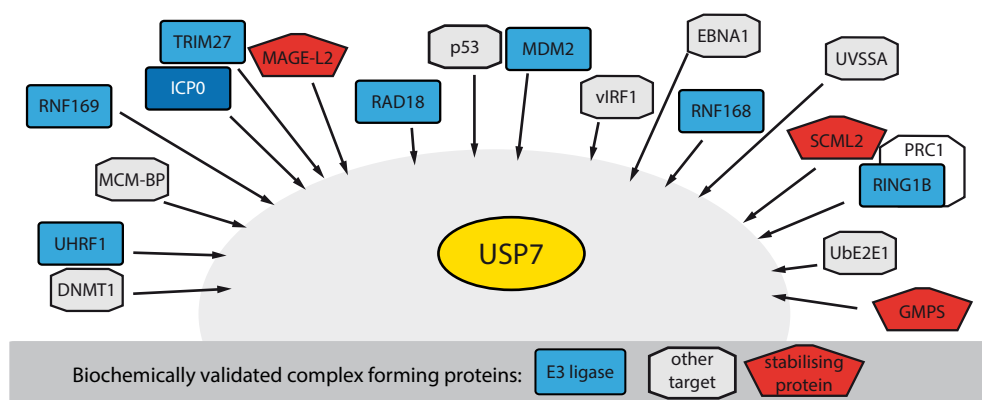 EBNA1
TRIM27
p53
MDM2
MAGE-L2
UVSSA
ICP0
RAD18
vIRF1
RNF169
RNF168
SCML2
PRC1
MCM-BP
RING1B
UHRF1
USP7
UbE2E1
DNMT1
GMPS
Biochemically validated complex forming proteins:
E3 ligase
other
target
stabilising
protein